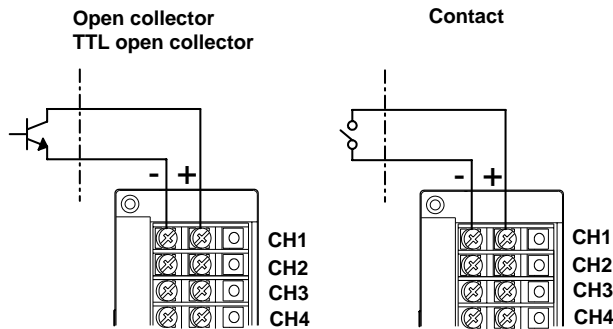 Open collector
TTL open collector
- +
CH1
CH2
CH3
CH4
Contact
- +
CH1
CH2
CH3
CH4